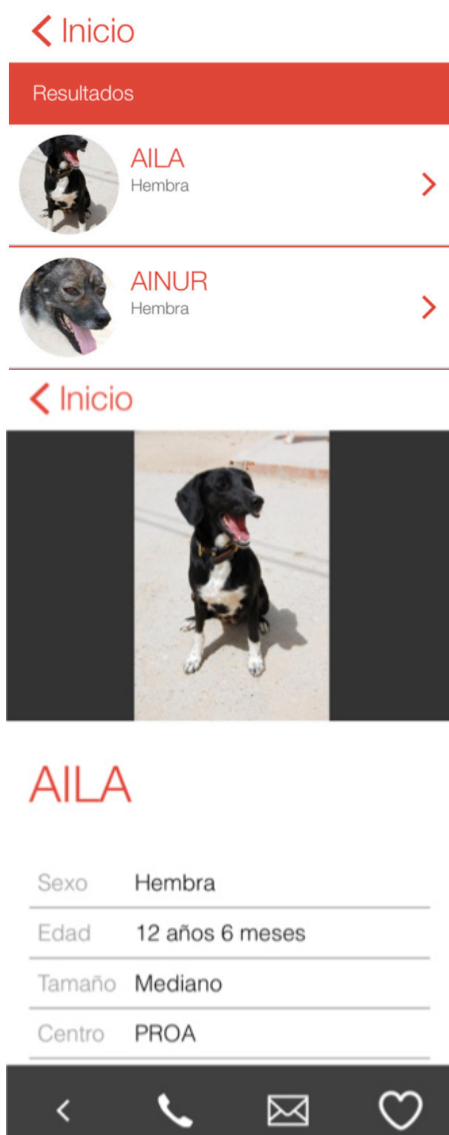 Inicio
Resultados
AILA
Hembra
AINUR
Hembra
Inicio
AILA
Sexo Hembra
Edad 12 años 6 meses
Tamaño Mediano
Centro PROA